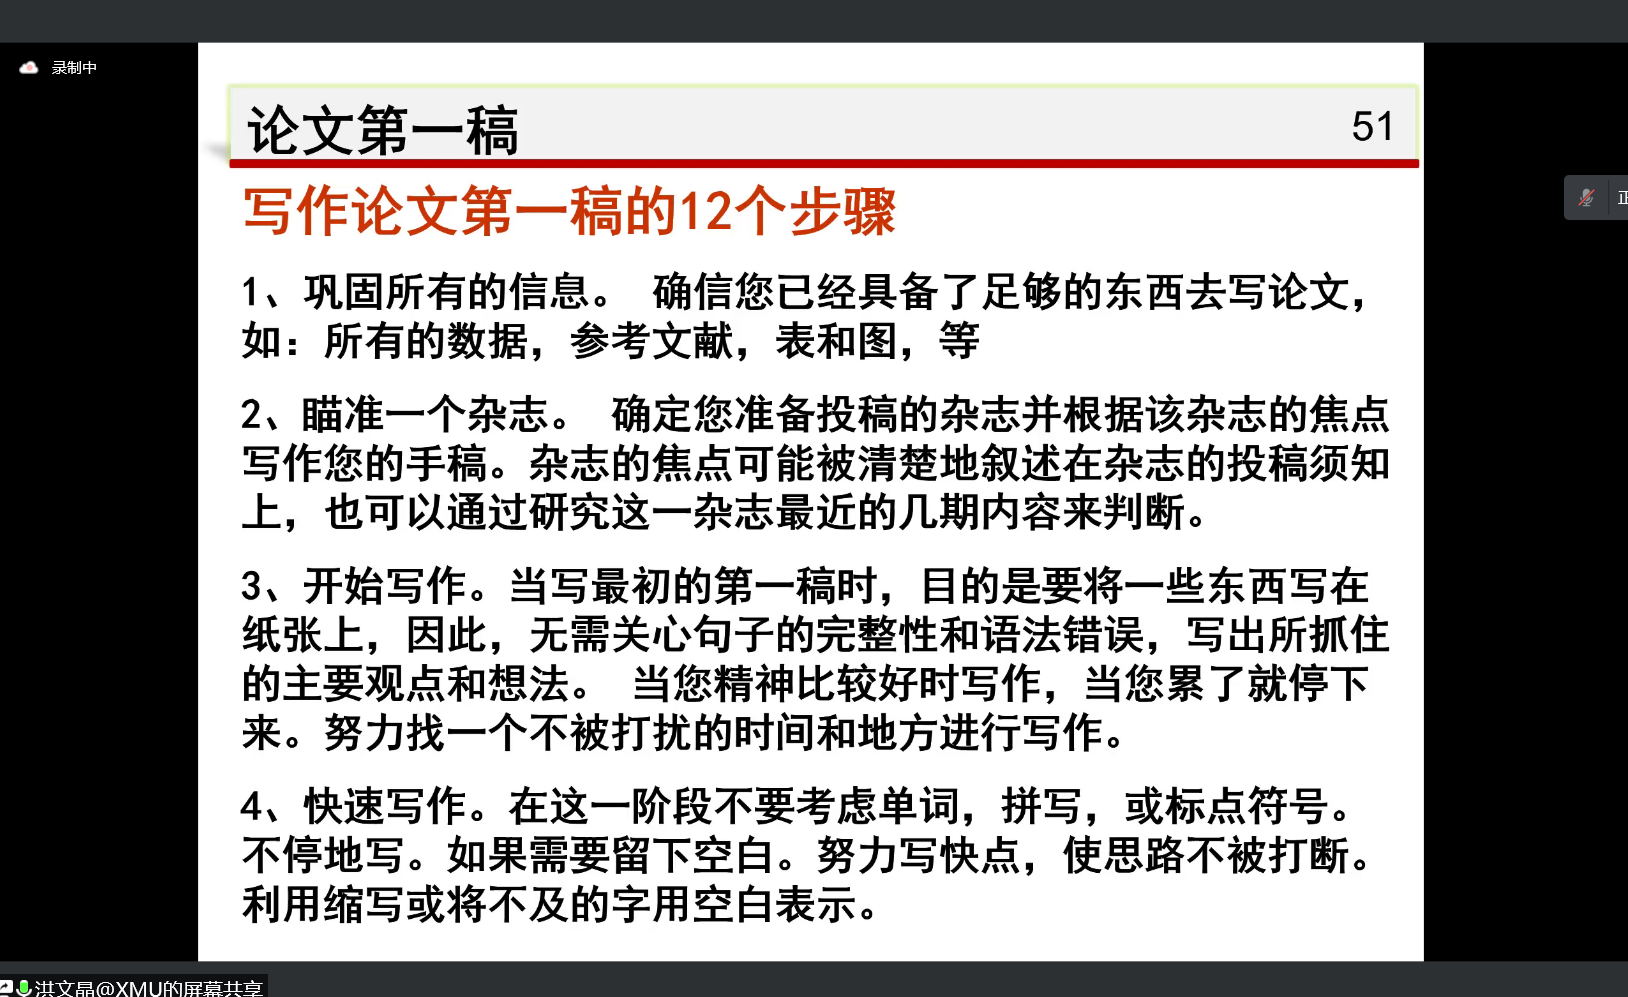 录制中
论文第一稿
51
写作论文第一稿的12个步骤
1、巩固所有的信息。 确信您已经具备了足够的东西去写论文，
如：所有的数据，参考文献，表和图，等
2、瞄准一个杂志。 确定您准备投稿的杂志并根据该杂志的焦点
写作您的手稿。杂志的焦点可能被清楚地叙述在杂志的投稿须知
上，也可以通过研究这一杂志最近的几期内容来判断。
3、开始写作。当写最初的第一稿时，目的是要将一些东西写在
纸张上，因此，无需关心句子的完整性和语法错误，写出所抓住
的主要观点和想法。 当您精神比较好时写作，当您累了就停下
来。努力找一个不被打扰的时间和地方进行写作。
4、快速写作。在这一阶段不要考虑单词，拼写，或标点符号。
不停地写。如果需要留下空白。努力写快点，使思路不被打断。
利用缩写或将不及的字用空白表示。
正
洪文晶@XMU的屏幕共享